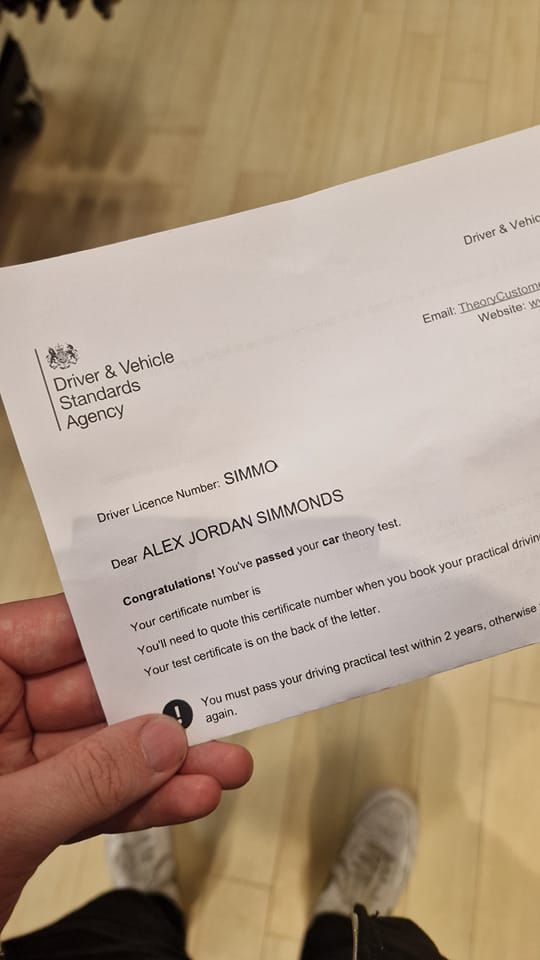 Driver & Vehic
Email: TheoryCustome
Website: w
Driver & Vehicle
Standards
Agency
Driver Licence Number: SIMMO
Dear ALEX JORDAN SIMMONDS
Congratulations! You've passed your car theory test.
Your certificate number is
You'll need to quote this certificate number when you book your practical drivin
Your test certificate is on the back of the letter.
! You must pass your driving practical test within 2 years, otherwise
again.